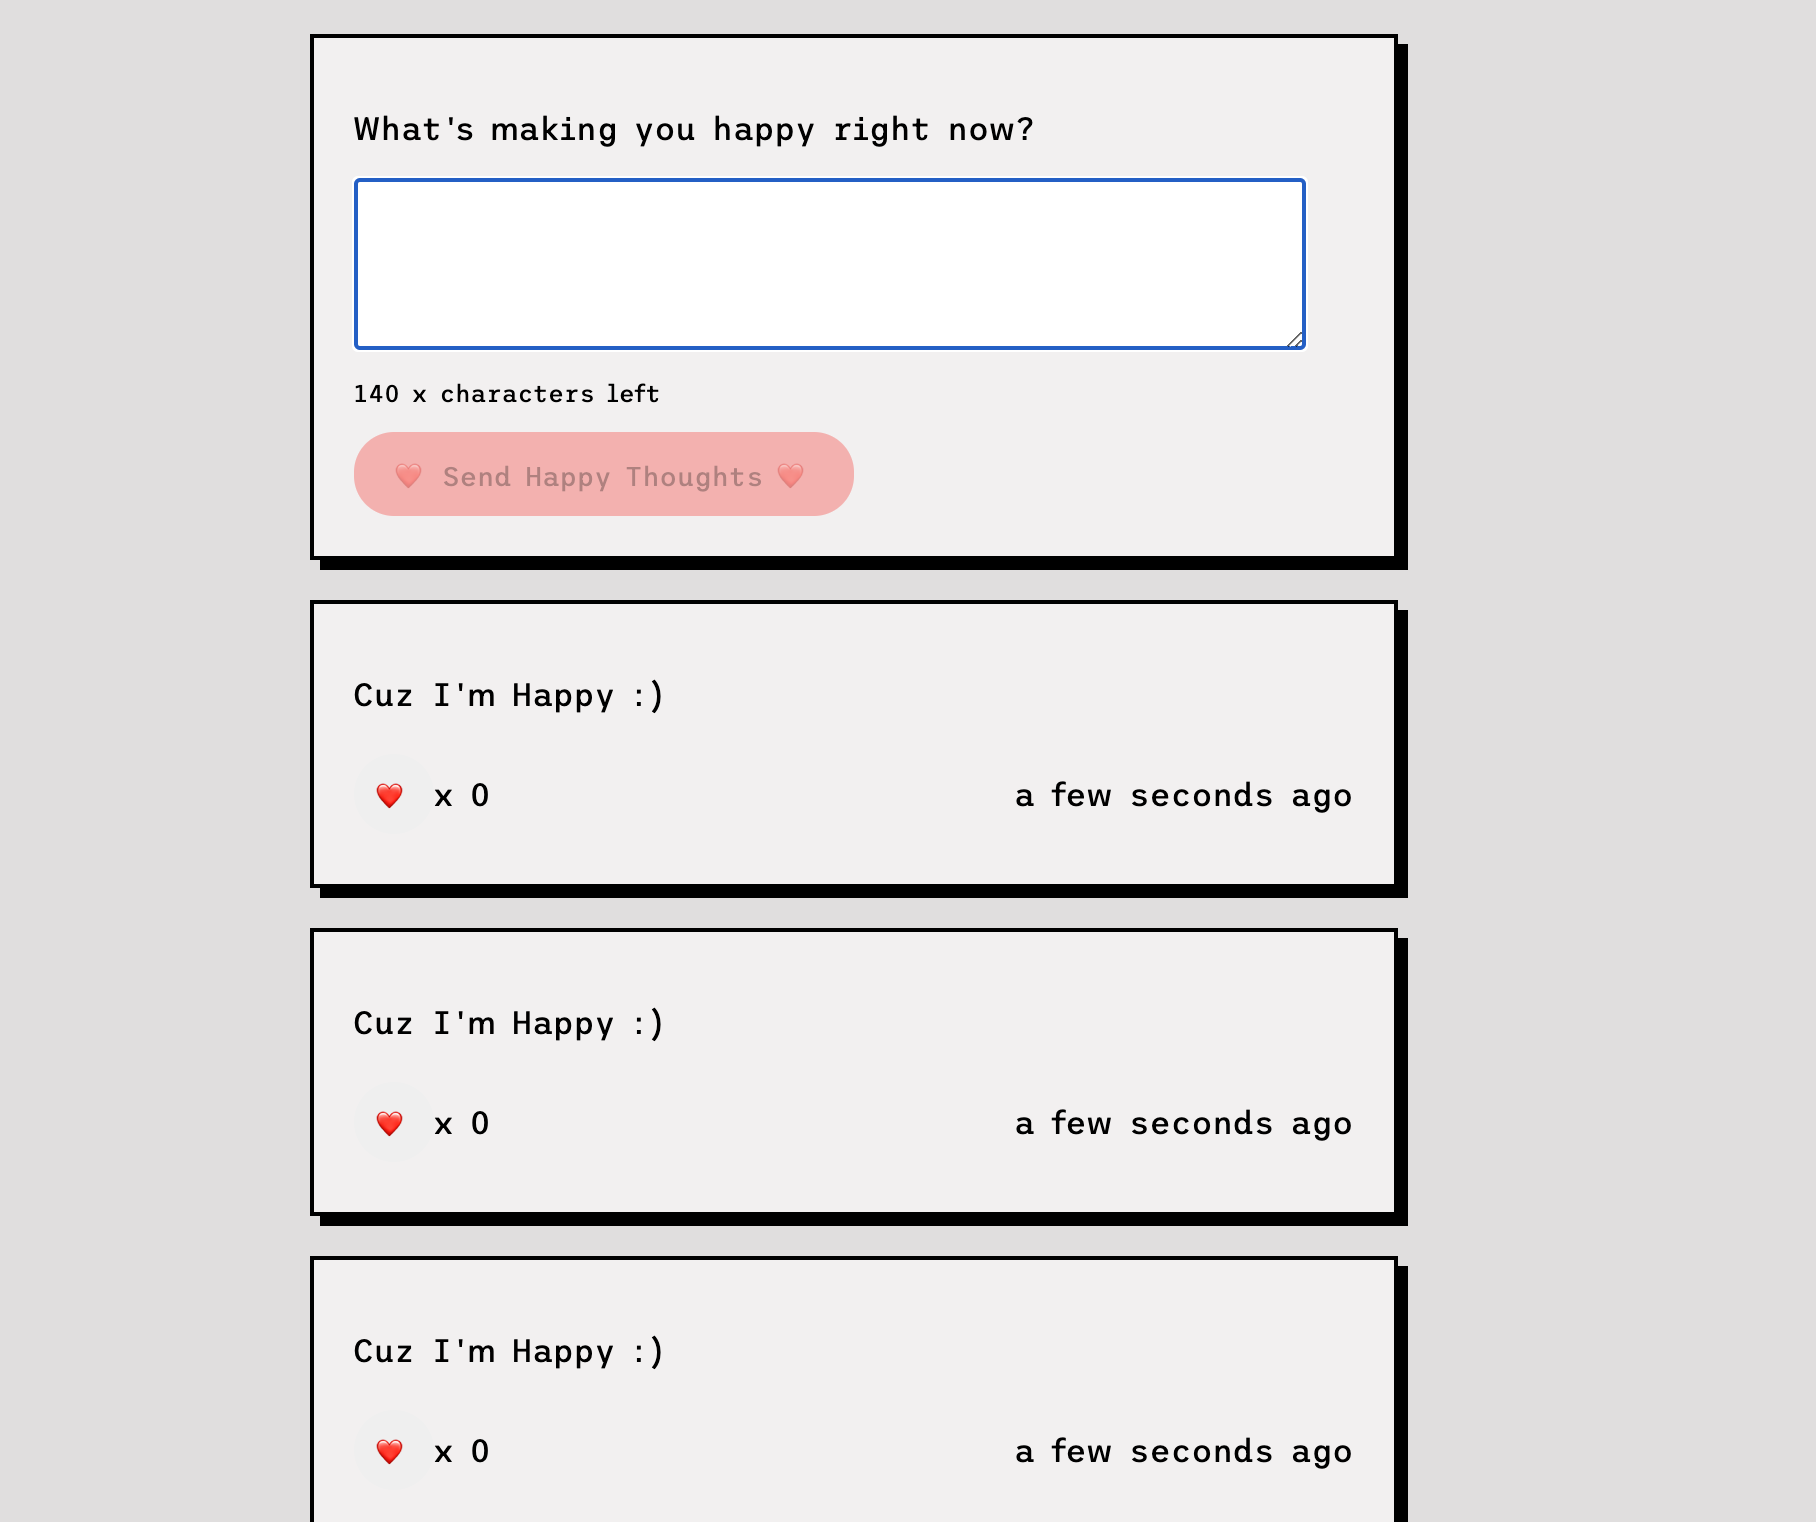 What's making you happy right now?
140 x characters left
❤️ Send Happy Thoughts ❤️
Cuz I'm Happy :)
❤️ x 0 a few seconds ago
Cuz I'm Happy :)
❤️ x 0 a few seconds ago
Cuz I'm Happy :)
❤️ x 0 a few seconds ago